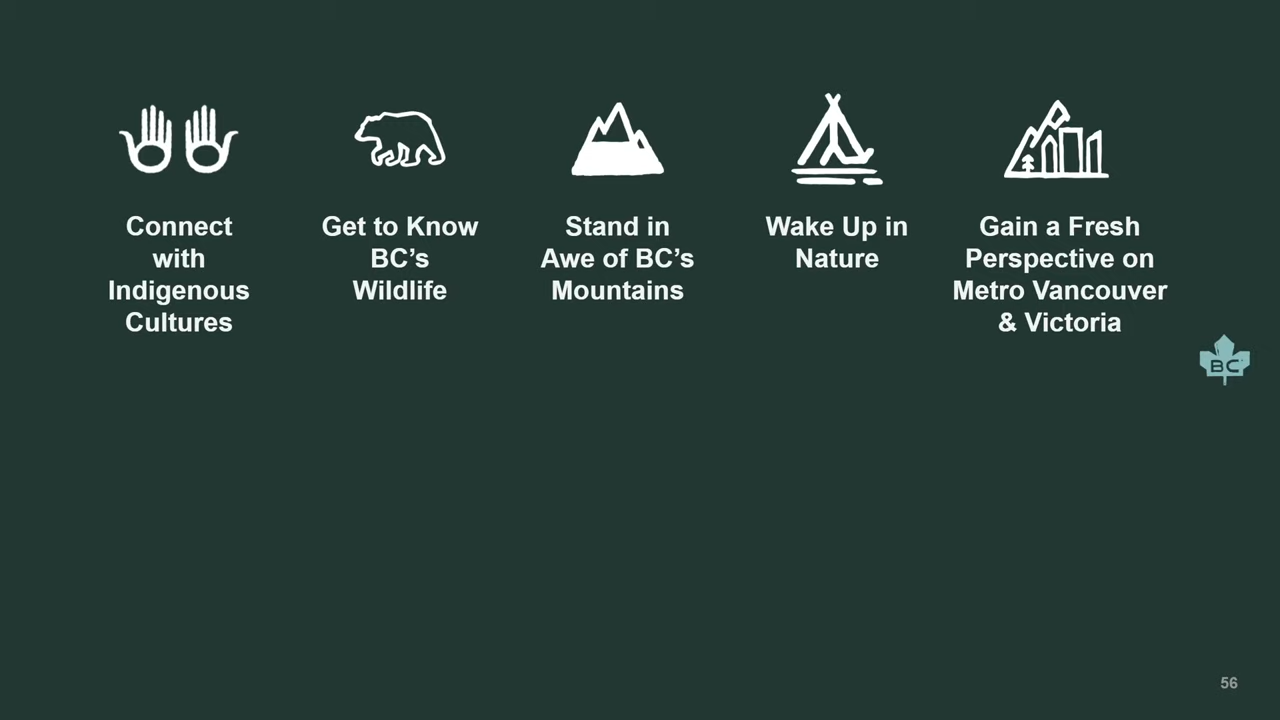 Connect
with
Indigenous
Cultures
Get to Know
BC’s
Wildlife
Stand in
Awe of BC’s
Mountains
Wake Up in
Nature
Gain a Fresh
Perspective on
Metro Vancouver
& Victoria
BC
56